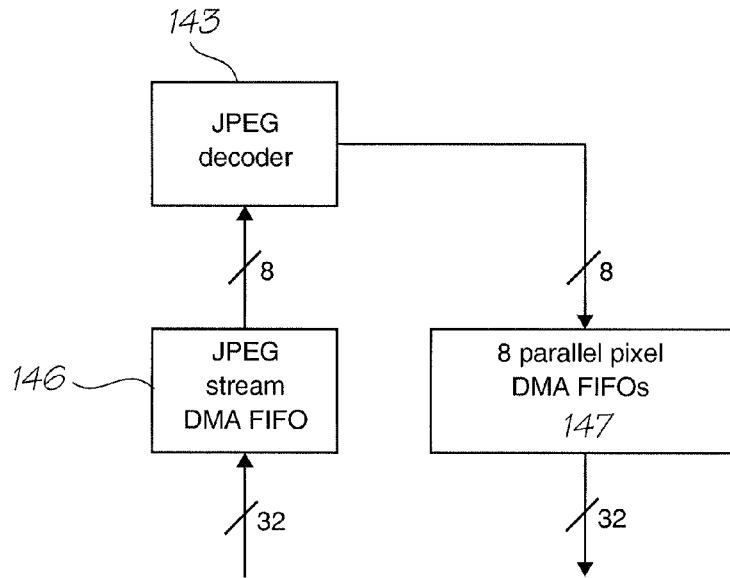 143
JPEG
decoder
8
8
146
JPEG
stream
DMA FIFO
8 parallel pixel
DMA FIFOs
147
32
32